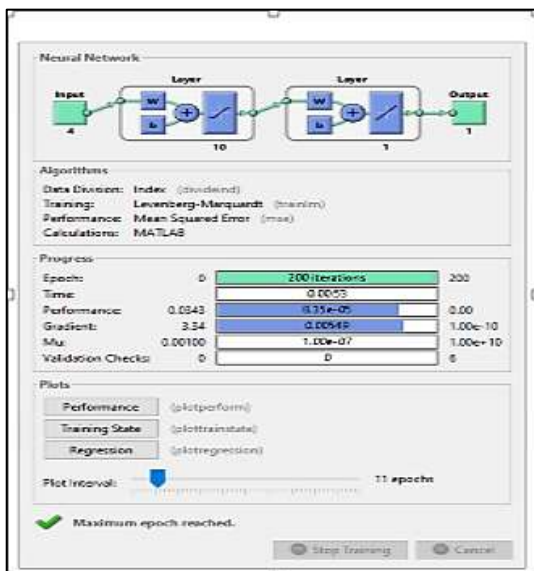 Neural Network
Layer Layer
Input Output
W W
b b
4 10 1 1
Algorithms
Data Division: Index (divideind)
Training: Levenberg-Marquardt (trainlm)
Performance: Mean Squared Error (mse)
Calculations: MATLAB
Progress
Epoch: 0 200 iterations 200
Time: 0:00:53
Performance: 0.0343 0.00
Gradient: 3.34 0.00549 1.00e-10
Mu: 0.00100 1.00e-07 1.00e+10
Validation Checks: 0 0 6
Plots
Performance (plotperform)
Training State (plottrainstate)
Regression (plotregression)
Plot Interval: 11 epochs
Maximum epoch reached.
Stop Training Cancel